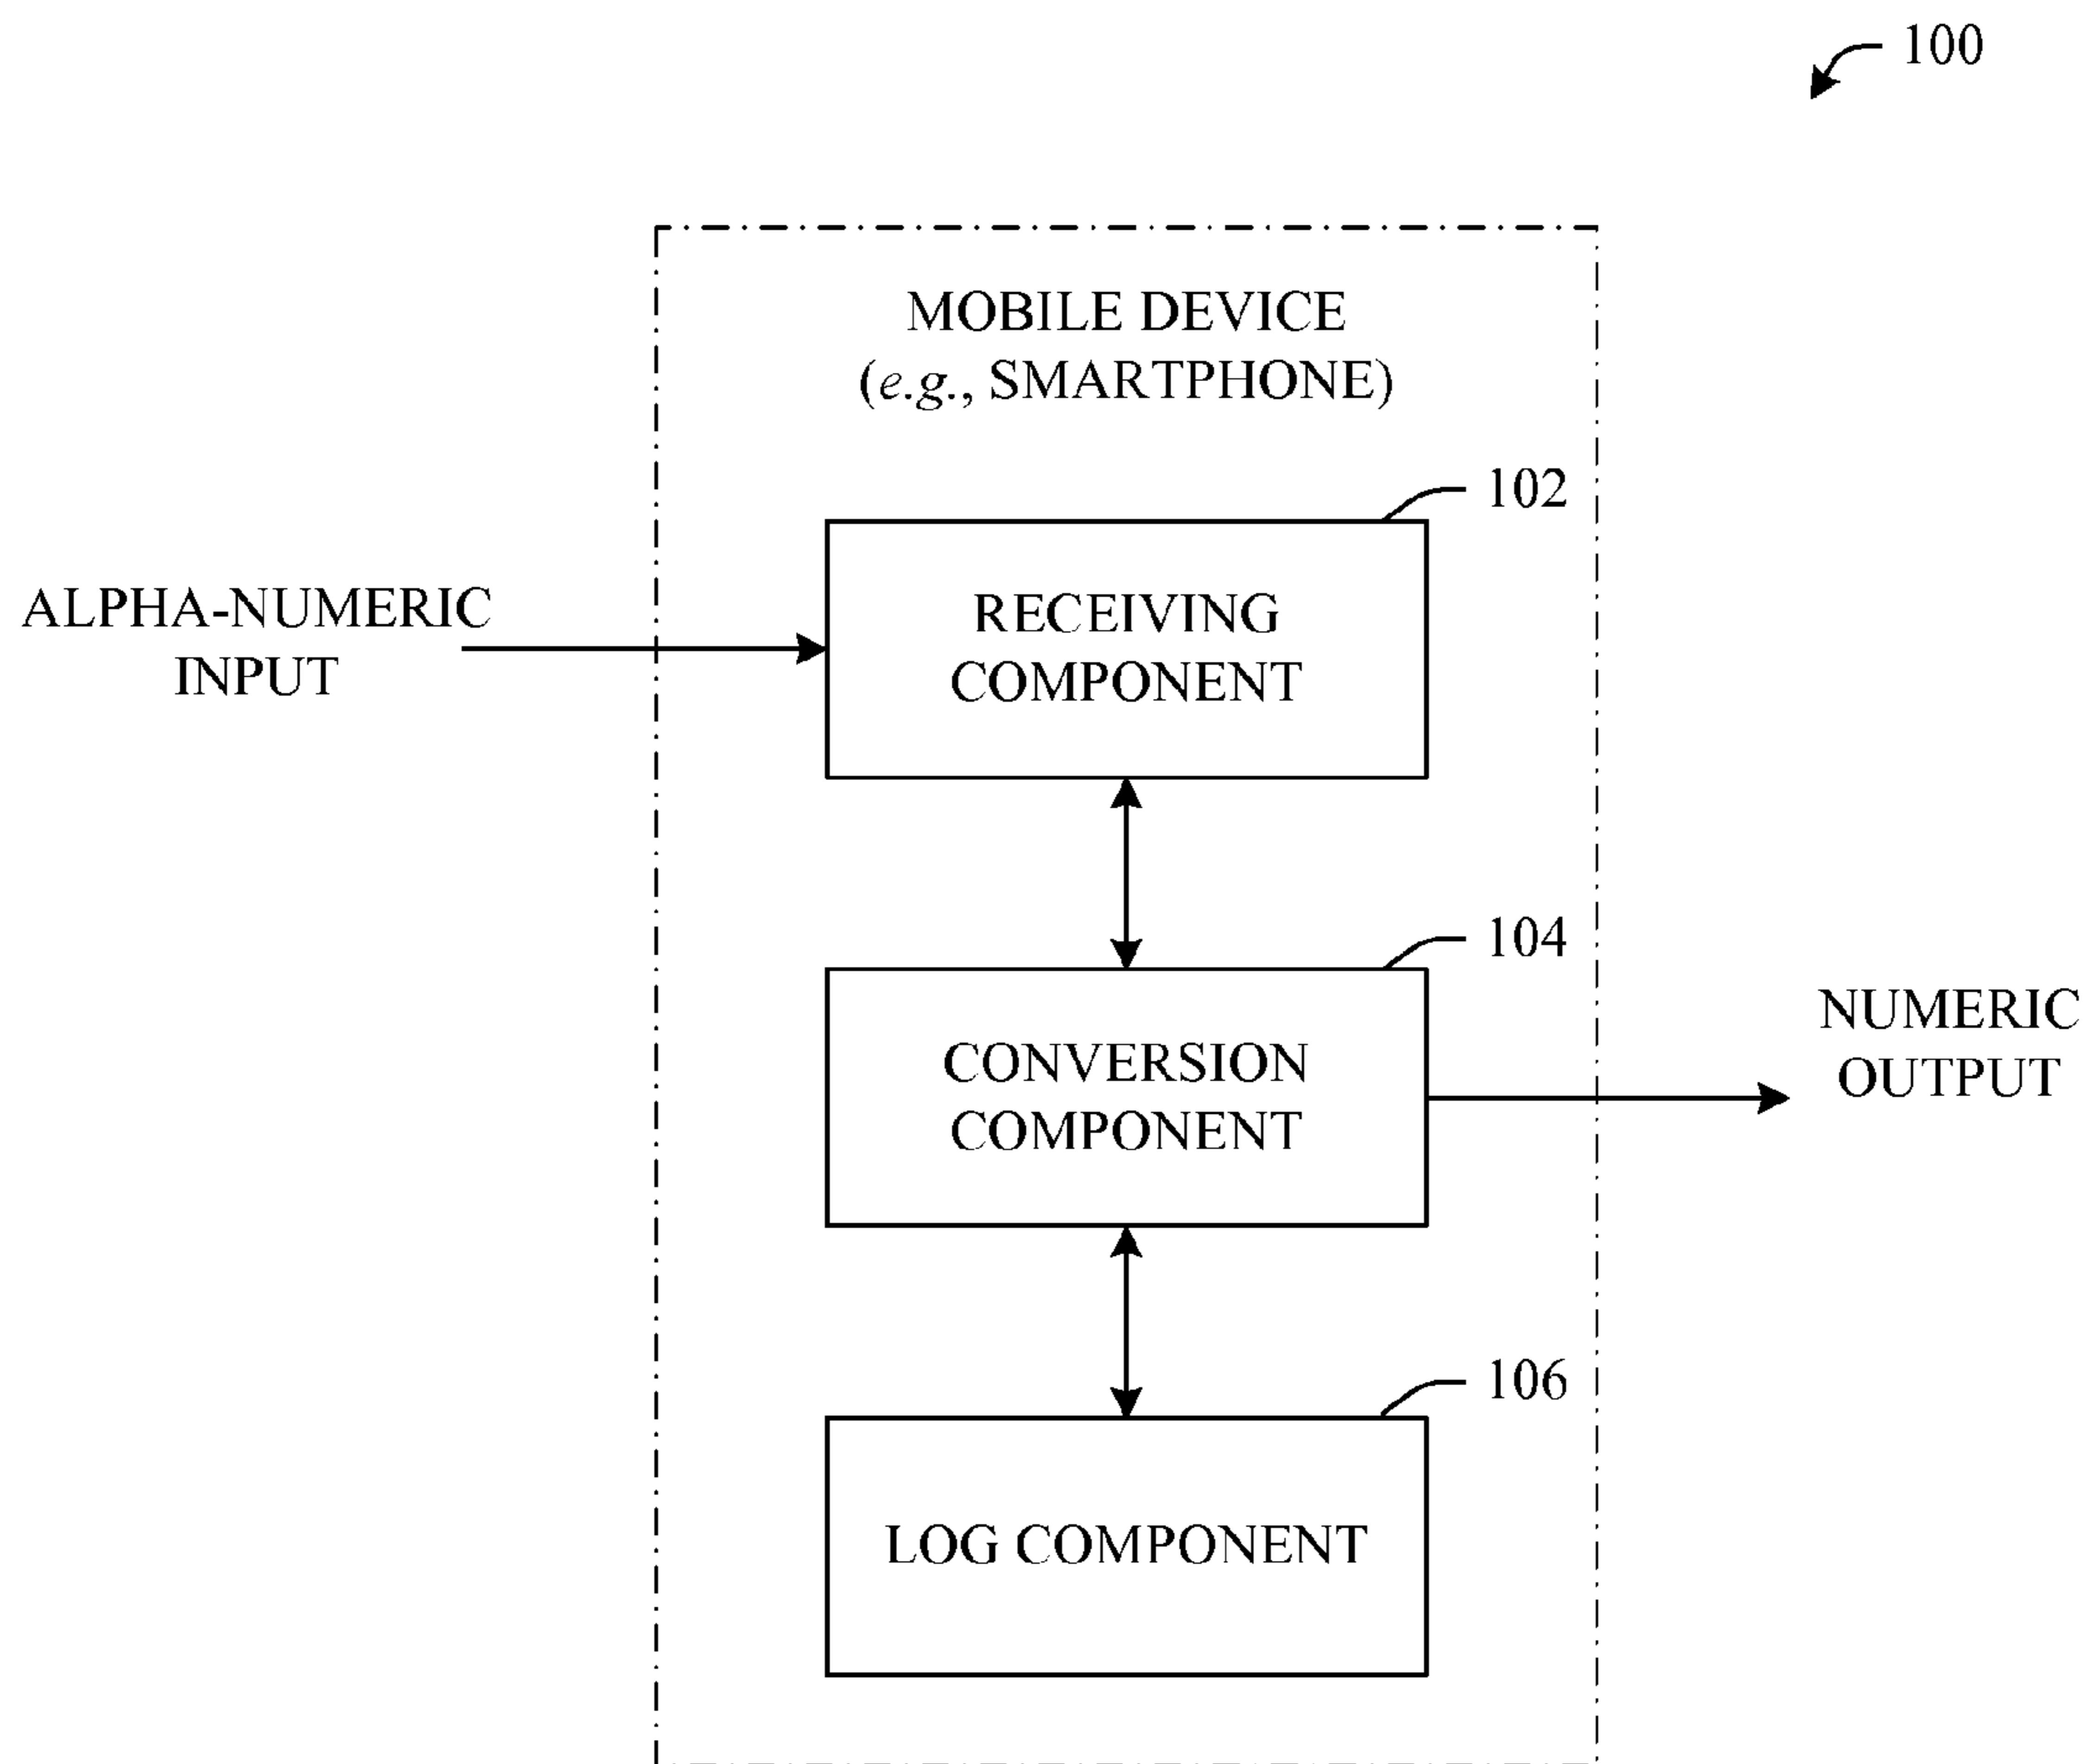 100
MOBILE DEVICE
(e.g., SMARTPHONE)
102
ALPHA-NUMERIC
INPUT
RECEIVING
COMPONENT
104
CONVERSION
COMPONENT
NUMERIC
OUTPUT
106
LOG COMPONENT